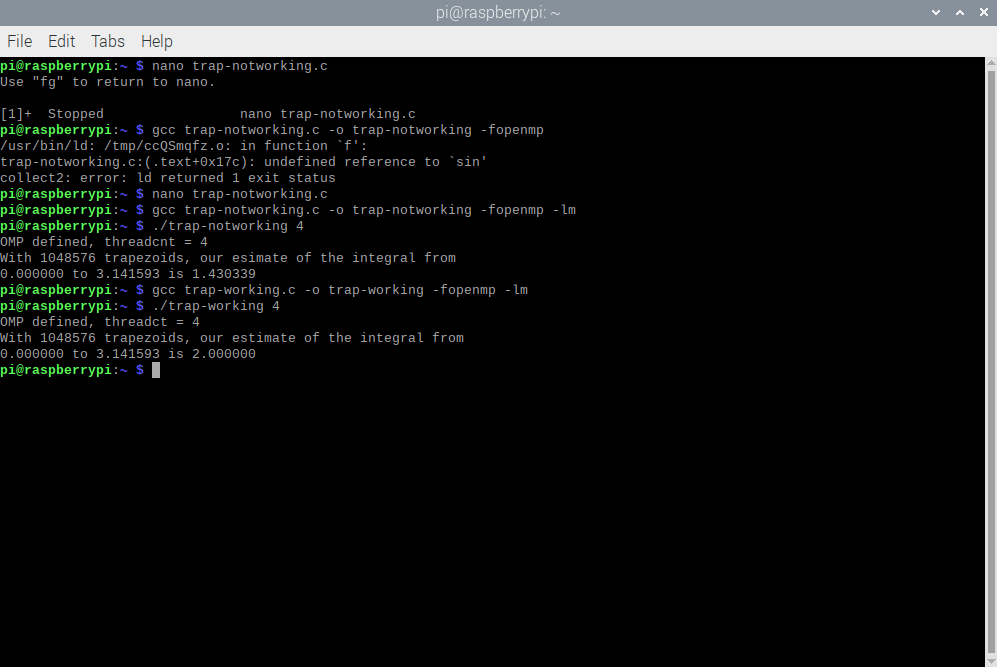 pi@raspberrypi: ~
File Edit Tabs Help
pi@raspberrypi:~ $ nano trap-notworking.c
Use "fg" to return to nano.
[1]+  Stopped                 nano trap-notworking.c
pi@raspberrypi:~ $ gcc trap-notworking.c -o trap-notworking -fopenmp
/usr/bin/ld: /tmp/ccQSmqfz.o: in function `f':
trap-notworking.c:(.text+0x17c): undefined reference to `sin'
collect2: error: ld returned 1 exit status
pi@raspberrypi:~ $ nano trap-notworking.c
pi@raspberrypi:~ $ gcc trap-notworking.c -o trap-notworking -fopenmp -lm
pi@raspberrypi:~ $ ./trap-notworking 4
OMP defined, threadcnt = 4
With 1048576 trapezoids, our esimate of the integral from
0.000000 to 3.141593 is 1.430339
pi@raspberrypi:~ $ gcc trap-working.c -o trap-working -fopenmp -lm
pi@raspberrypi:~ $ ./trap-working 4
OMP defined, threadct = 4
With 1048576 trapezoids, our estimate of the integral from
0.000000 to 3.141593 is 2.000000
pi@raspberrypi:~ $